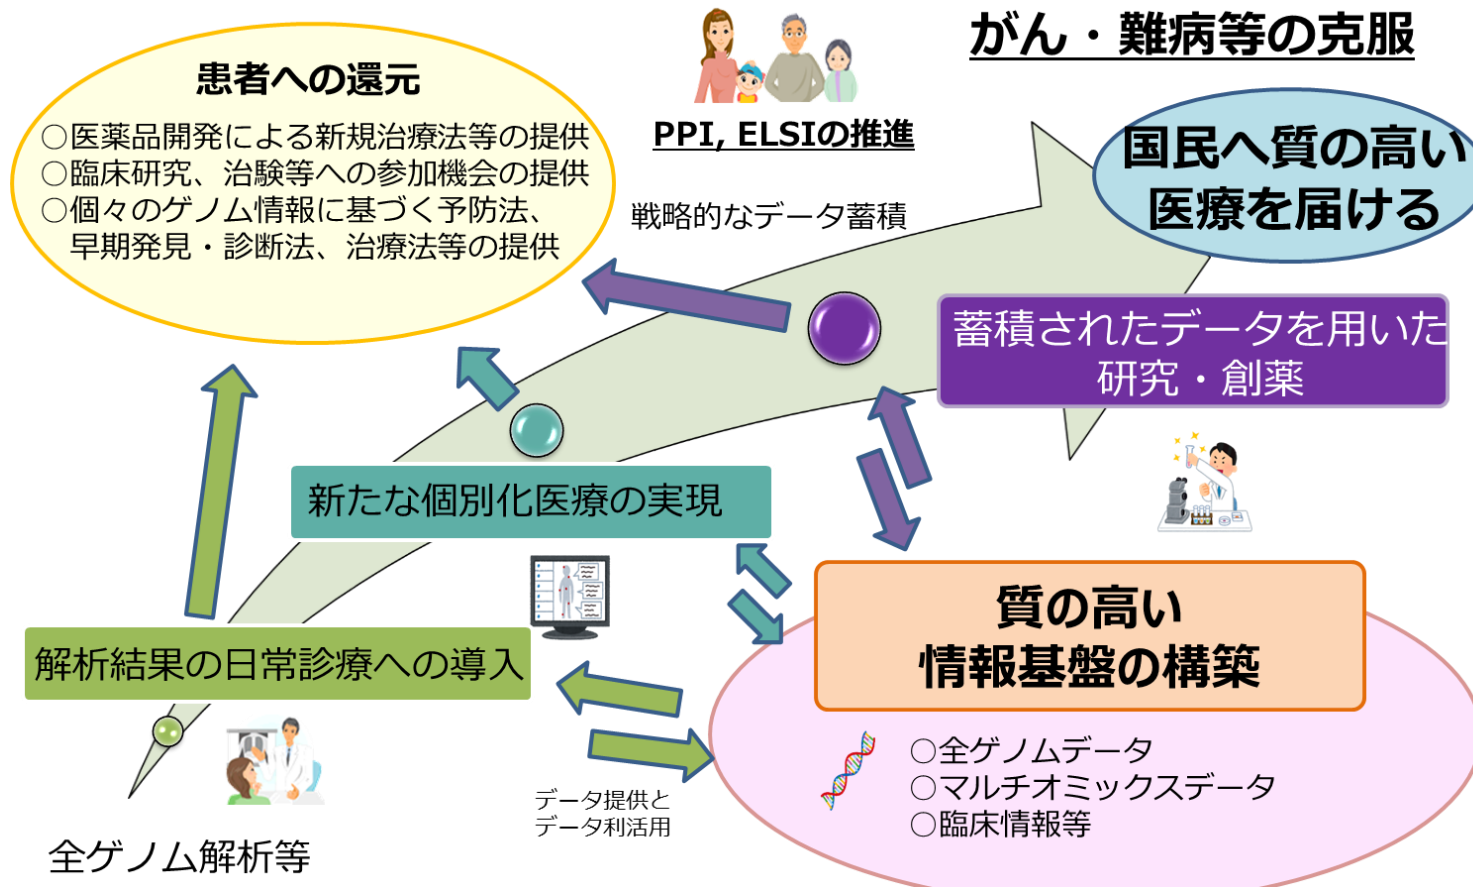 がん・難病等の克服
患者への還元
○医薬品開発による新規治療法等の提供
○臨床研究、治験等への参加機会の提供
○個々のゲノム情報に基づく予防法、
早期発見・診断法、治療法等の提供
PPI, ELSIの推進
戦略的なデータ蓄積
国民へ質の高い
医療を届ける
蓄積されたデータを用いた
研究・創薬
新たな個別化医療の実現
解析結果の日常診療への導入
質の高い
情報基盤の構築
○全ゲノムデータ
○マルチオミックスデータ
○臨床情報等
データ提供と
データ利活用
全ゲノム解析等